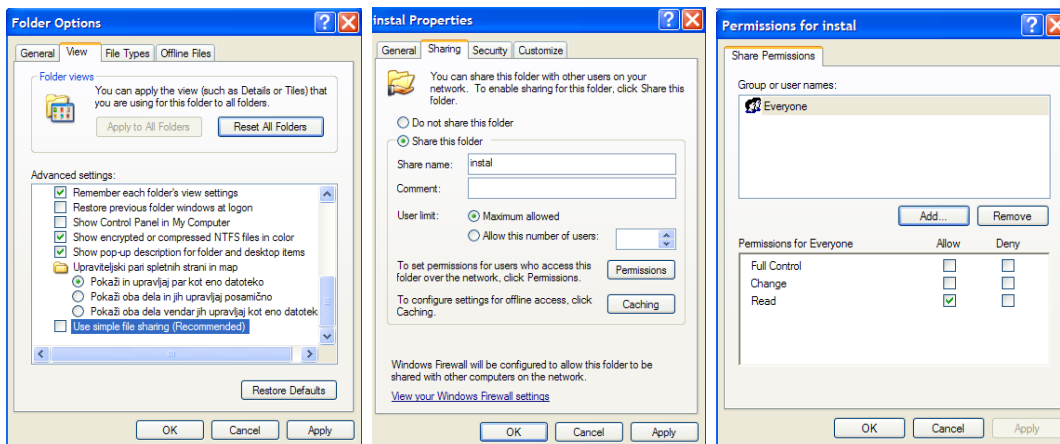 Folder Options
General View File Types Offline Files
Folder views
You can apply the view (such as Details or Tiles) that
you are using for this folder to all folders.
Apply to All Folders Reset All Folders
Advanced settings:
Remember each folder's view settings
Restore previous folder windows at logon
Show Control Panel in My Computer
Show encrypted or compressed NTFS files in color
Show pop-up description for folder and desktop items
Upraviteljski pari spletnih strani in map
Pokaži in upravljaj par kot eno datoteko
Pokaži oba dela in jih upravljaj posamično
Pokaži oba dela vendar jih upravljaj kot eno datotek
Use simple file sharing (Recommended)
Restore Defaults
OK Cancel Apply
instal Properties
General Sharing Security Customize
You can share this folder with other users on your
network. To enable sharing for this folder, click Share this
folder.
Do not share this folder
Share this folder
Share name: instal
Comment:
User limit: Maximum allowed
Allow this number of users:
To set permissions for users who access this
folder over the network, click Permissions.
Permissions
To configure settings for offline access, click
Caching.
Caching
Windows Firewall will be configured to allow this folder to be
shared with other computers on the network.
View your Windows Firewall settings
OK Cancel Apply
Permissions for instal
Share Permissions
Group or user names:
Everyone
Add... Remove
Permissions for Everyone Allow Deny
Full Control
Change
Read
OK Cancel Apply